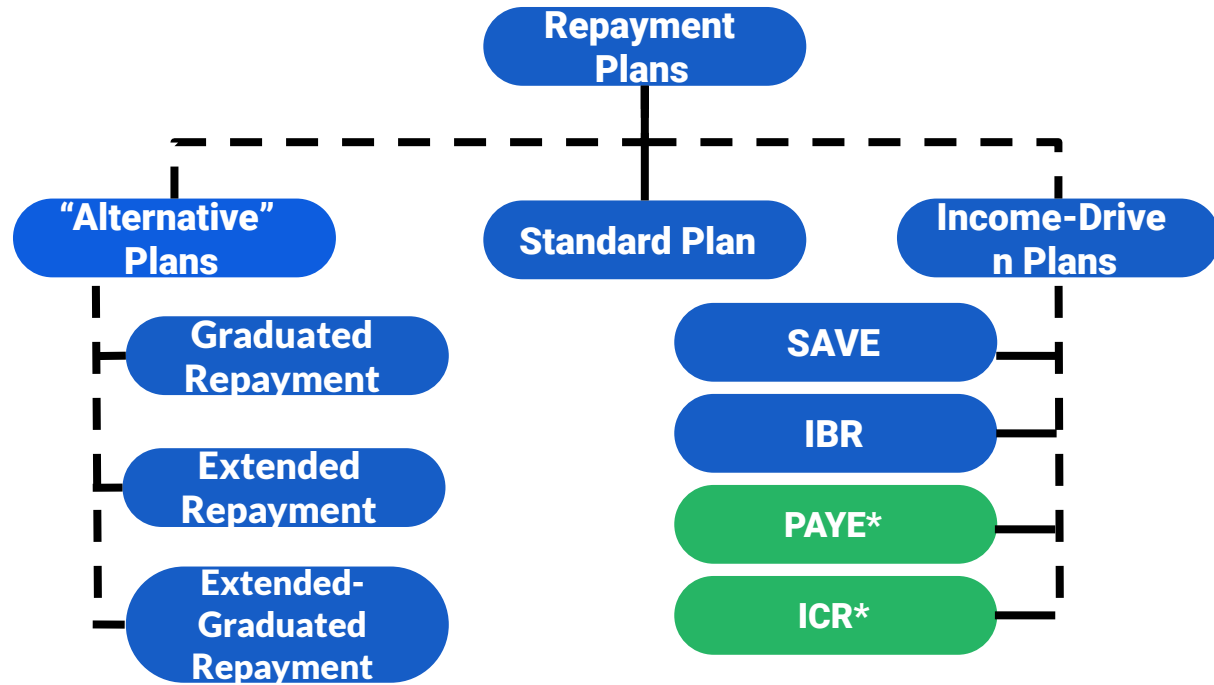 Repayment
Plans
“Alternative”
Plans
Standard Plan
Income-Drive
n Plans
Graduated
Repayment
Extended
Repayment
Extended-
Graduated
Repayment
SAVE
IBR
PAYE*
ICR*